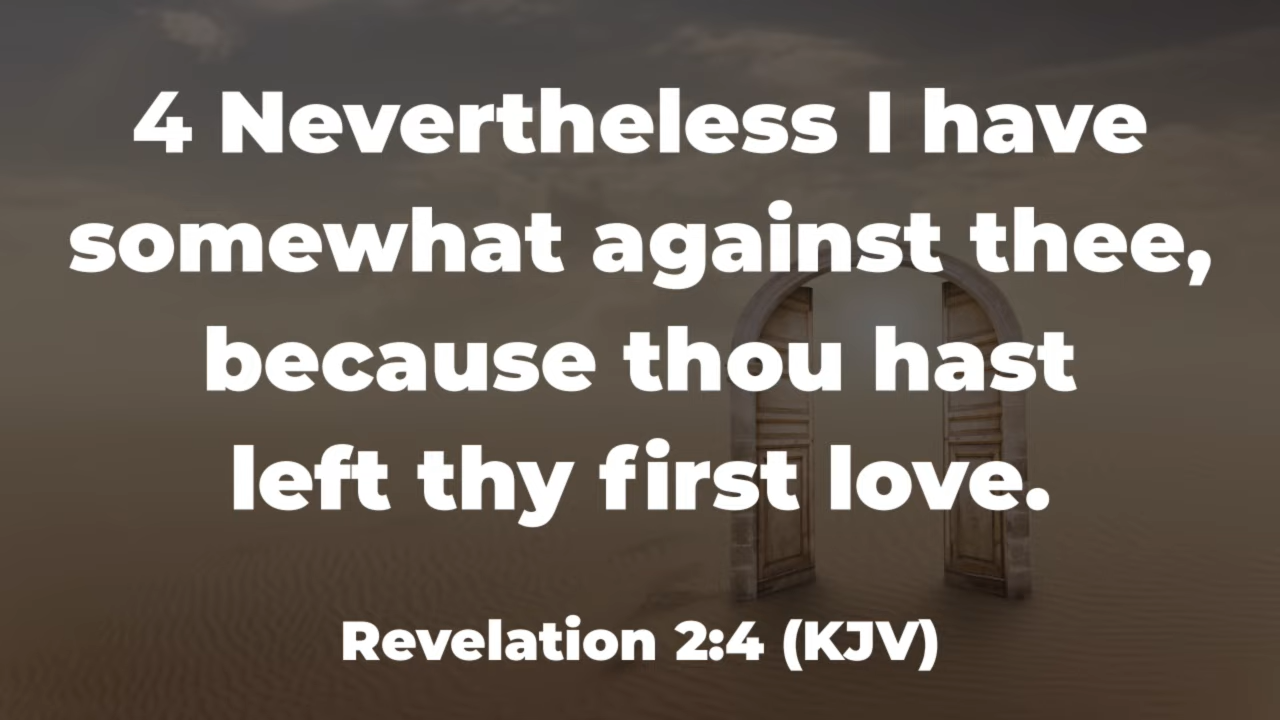 4 Nevertheless I have
somewhat against thee,
because thou hast
left thy first love.
Revelation 2:4 (KJV)